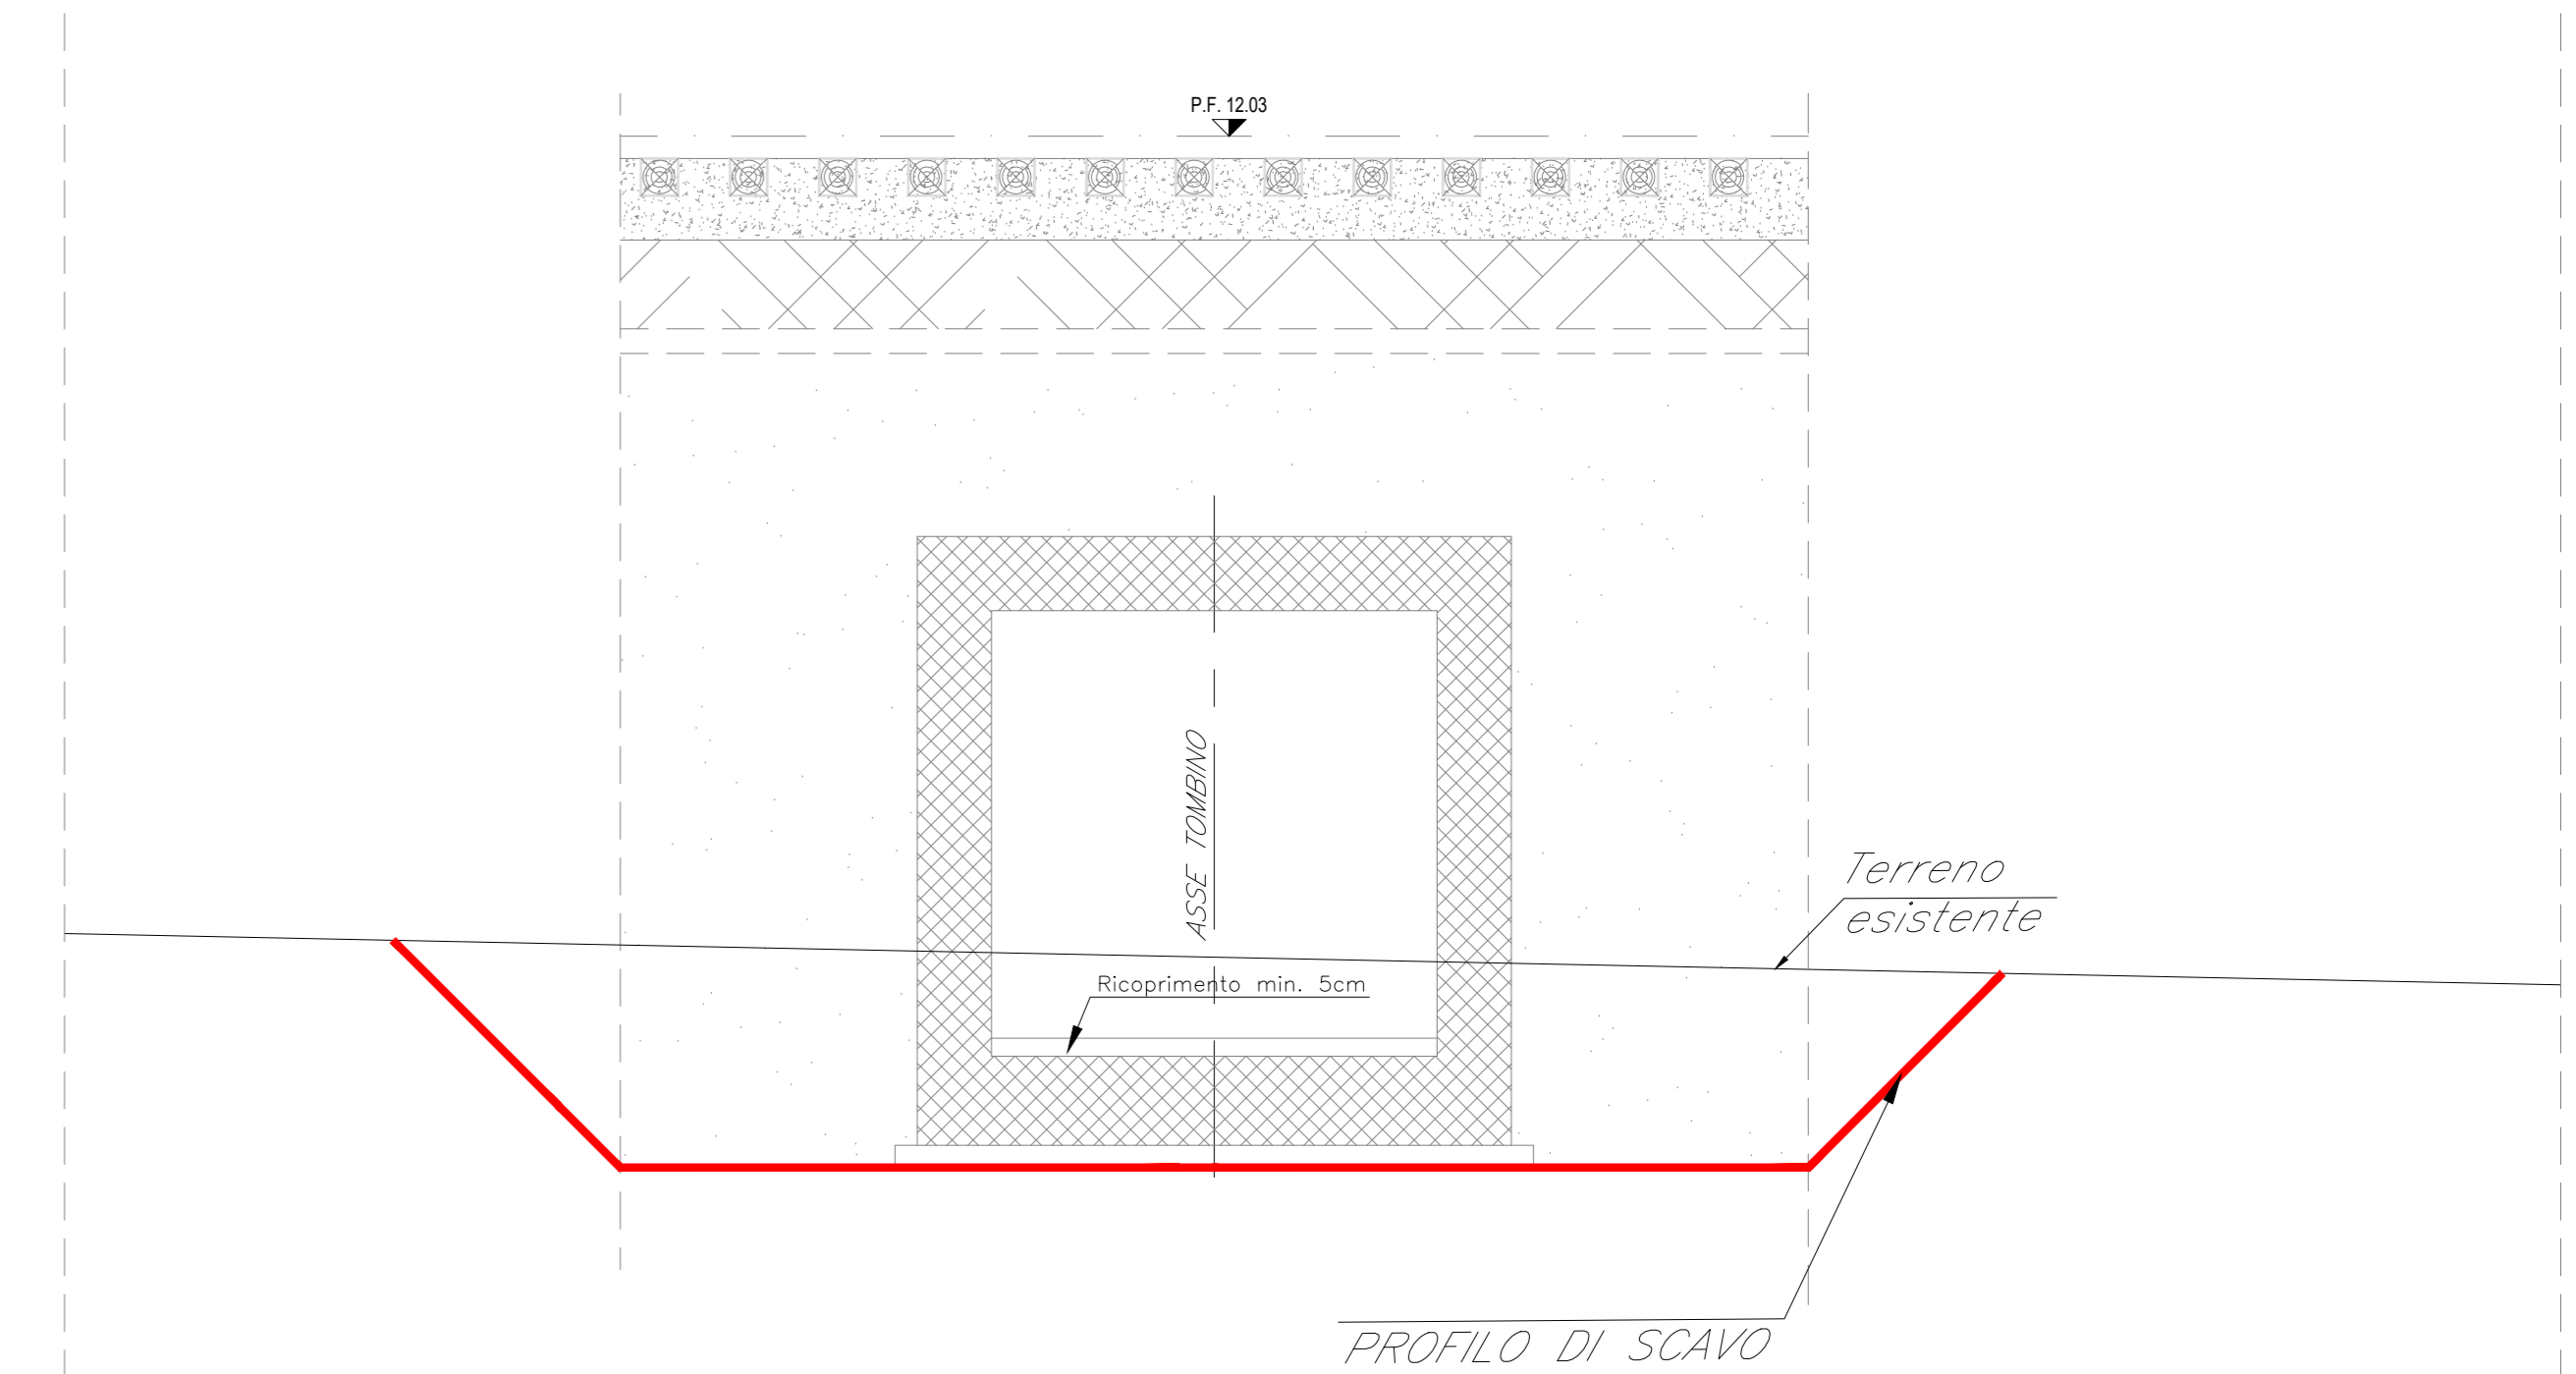 P.F. 12.03
ASSE TOMBINO
Terreno
esistente
Ricoprimento min. 5cm
PROFILO DI SCAVO